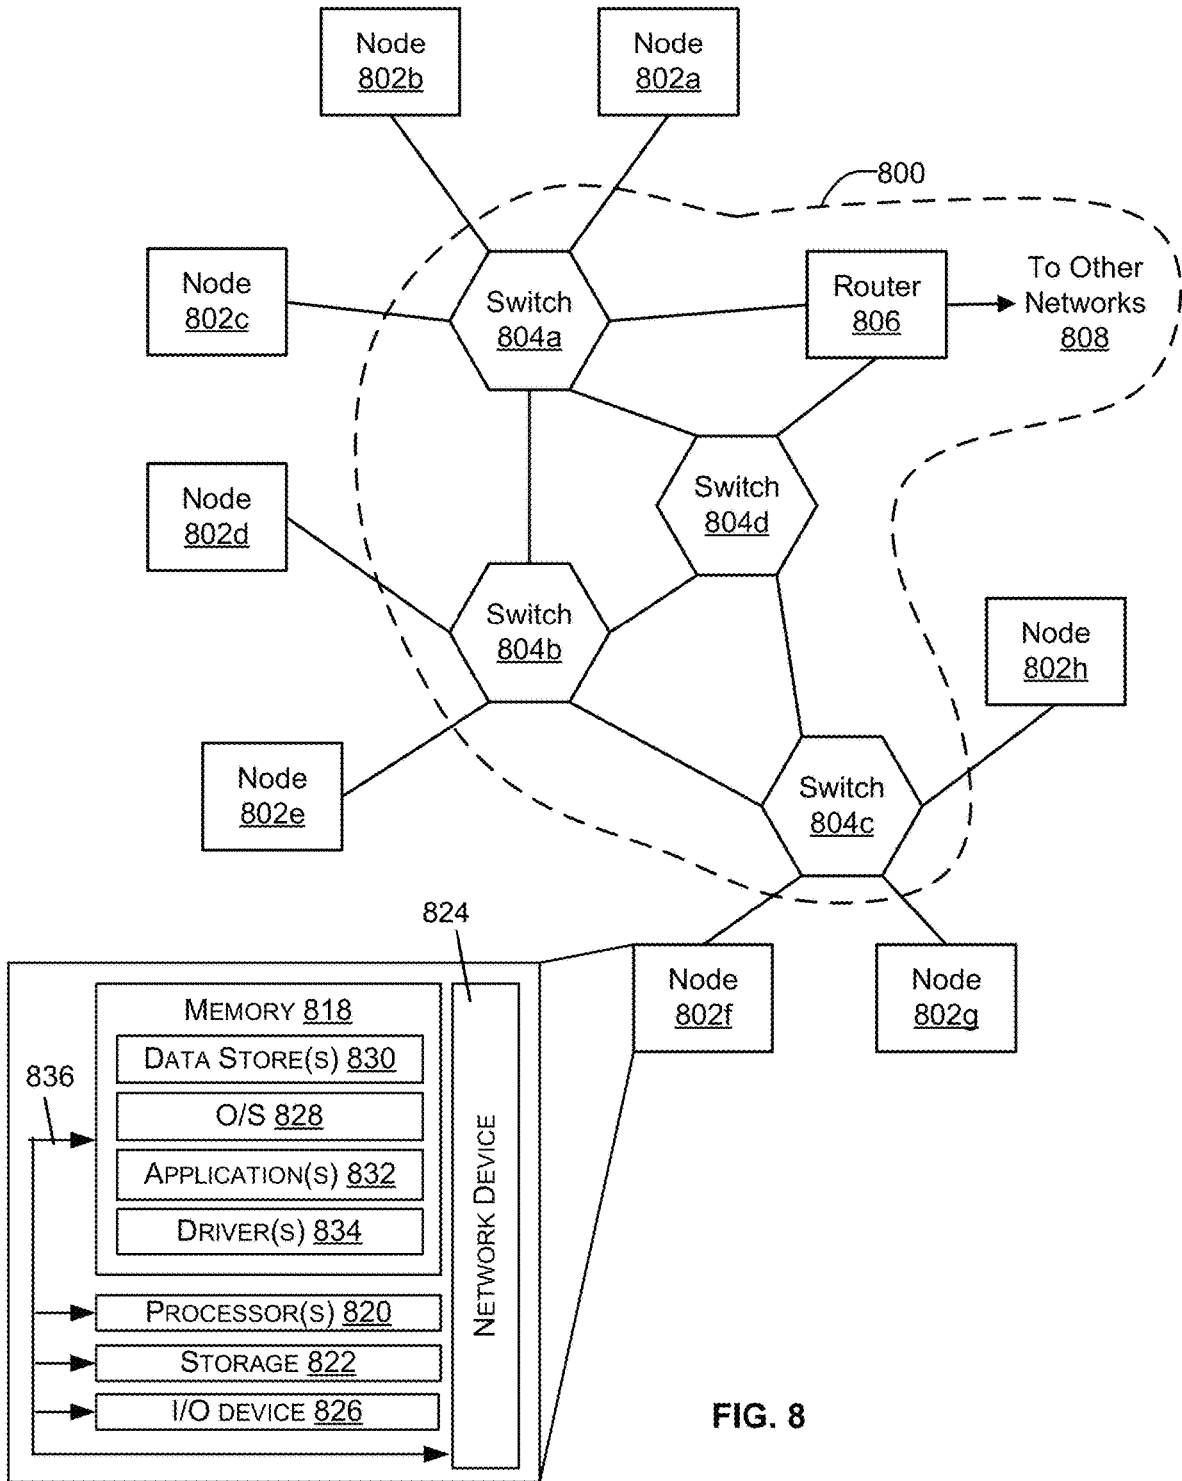 Node
802b
Node
802a
800
Node
802c
Switch
804a
Router
806
To Other
Networks
808
Node
802d
Switch
804d
Switch
804b
Node
802h
Node
802e
Switch
804c
824
Node
802f
Node
802g
MEMORY 818
DATA STORE(S) 830
836
O/S 828
APPLICATION(S) 832
DRIVER(S) 834
NETWORK DEVICE
PROCESSOR(S) 820
STORAGE 822
I/O DEVICE 826
FIG. 8